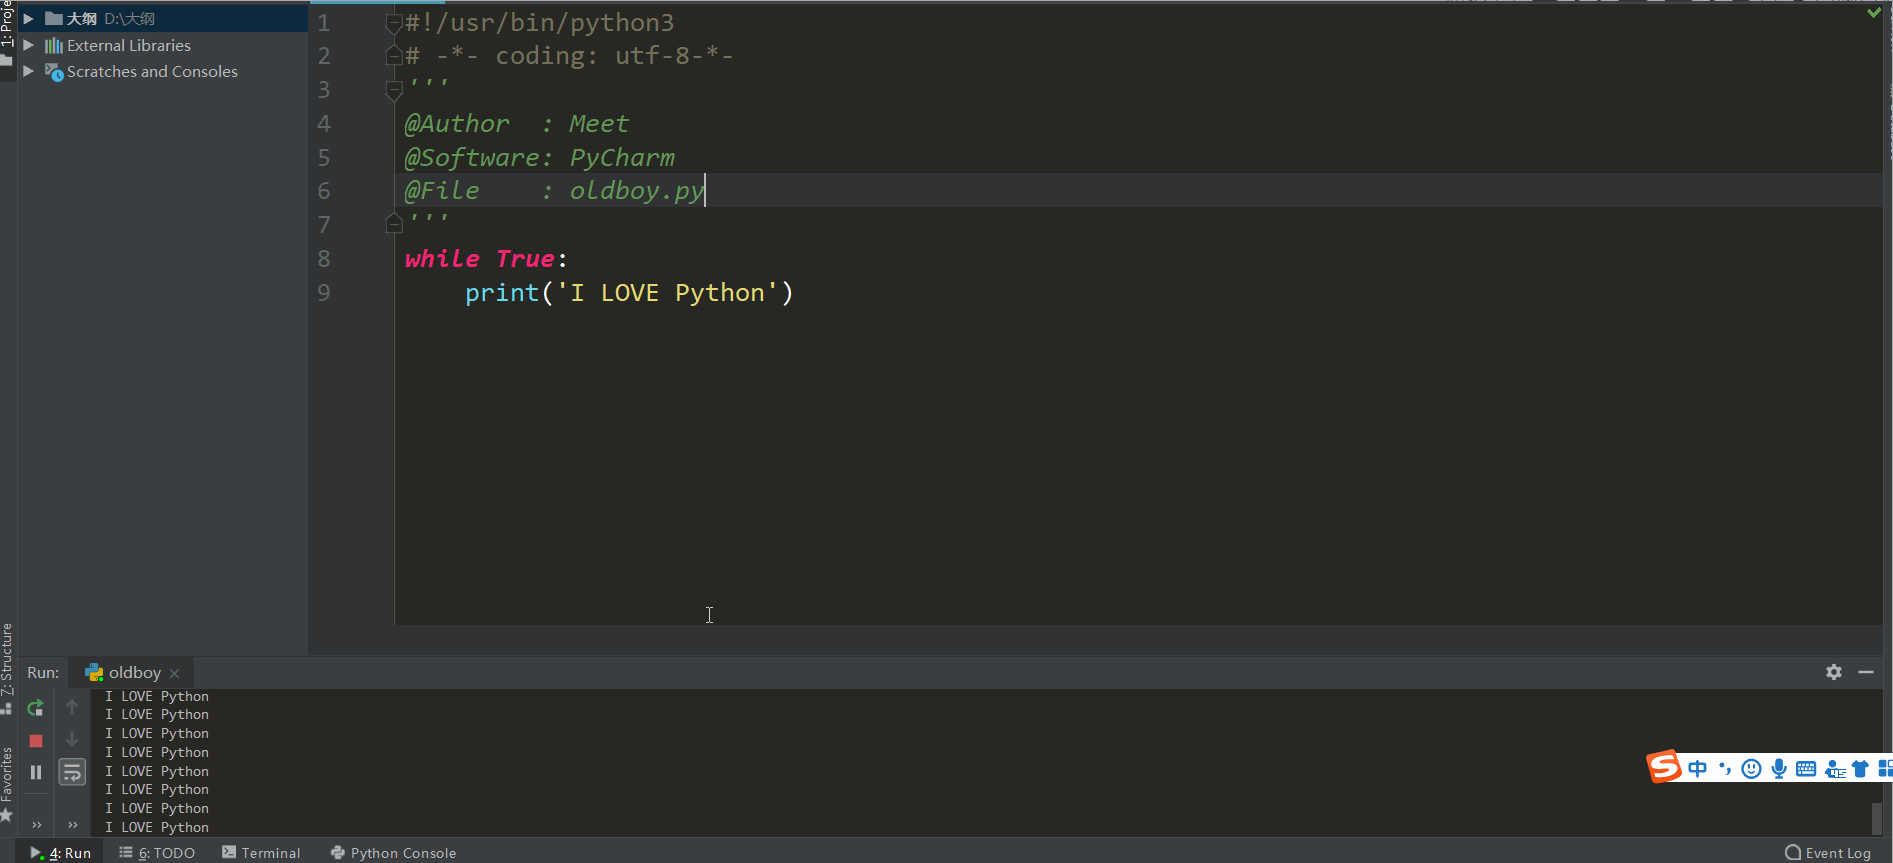 1: Proje
大纲 D:\大纲
External Libraries
Scratches and Consoles
1 #!/usr/bin/python3
2 # -*- coding: utf-8-*-
3 '''
4 @Author  : Meet
5 @Software: PyCharm
6 @File    : oldboy.py
7 '''
8 while True:
9     print('I LOVE Python')
7: Structure
Favorites
Run: oldboy
I LOVE Python
I LOVE Python
I LOVE Python
I LOVE Python
I LOVE Python
I LOVE Python
I LOVE Python
I LOVE Python
S 中
4: Run 6: TODO Terminal Python Console Event Log